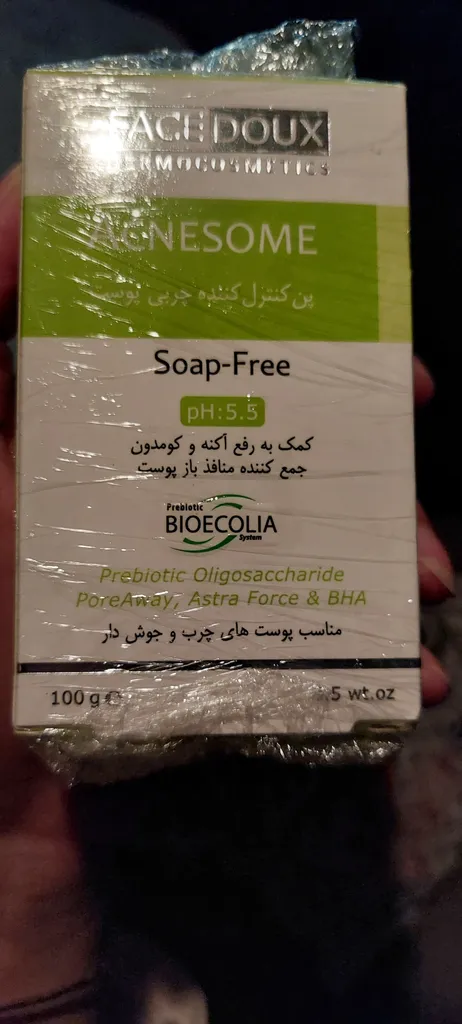 FACE DOUX
DERMOCOSMETICS
ACNESOME
پن کنترل کننده چربی پوست
Soap-Free
pH:5.5
کمک به رفع آکنه و کومدون
جمع کننده منافذ باز پوست
Prebiotic
BIOECOLIA
System
Prebiotic Oligosaccharide
PoreAway, Astra Force & BHA
مناسب پوست های چرب و جوش دار
100 g ℮
.5 wt.oz